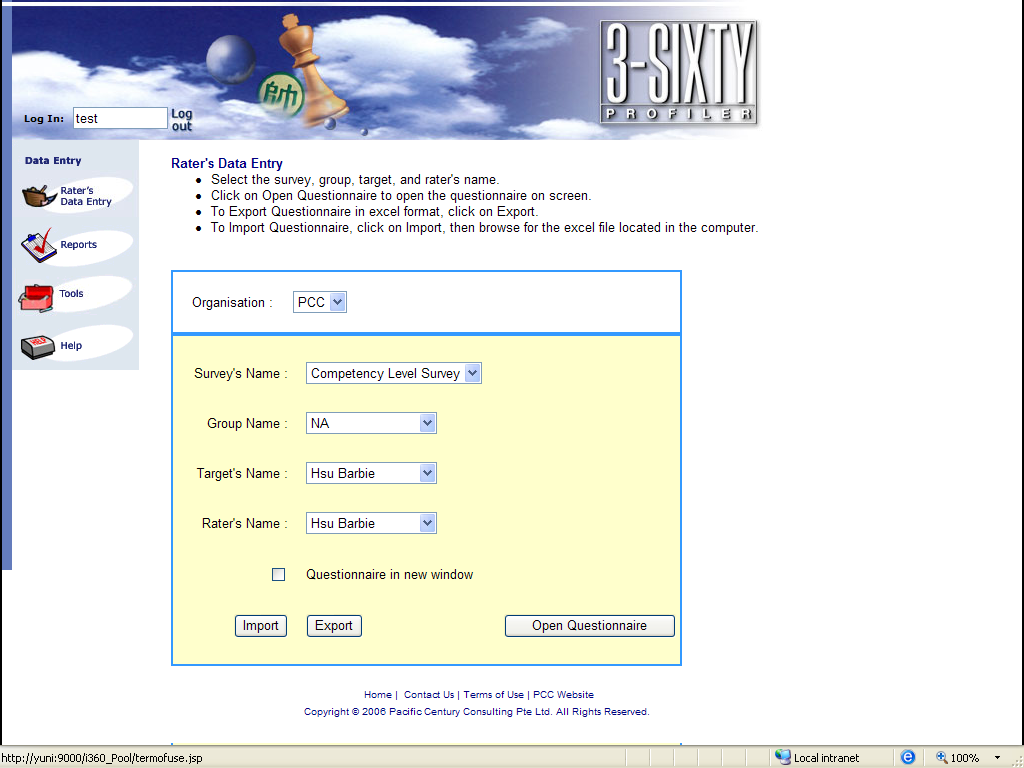 3-SIXTY
PROFILER
帥
Log In: test Log out
Data Entry
Rater's
Data Entry
Reports
Tools
HELP
Help
Rater's Data Entry
• Select the survey, group, target, and rater's name.
• Click on Open Questionnaire to open the questionnaire on screen.
• To Export Questionnaire in excel format, click on Export.
• To Import Questionnaire, click on Import, then browse for the excel file located in the computer.
Organisation : PCC
Survey's Name : Competency Level Survey
Group Name : NA
Target's Name : Hsu Barbie
Rater's Name : Hsu Barbie
Questionnaire in new window
Import Export Open Questionnaire
Home | Contact Us | Terms of Use | PCC Website
Copyright © 2006 Pacific Century Consulting Pte Ltd. All Rights Reserved.
http://yuni:9000/i360_Pool/termofuse.jsp Local intranet 100%